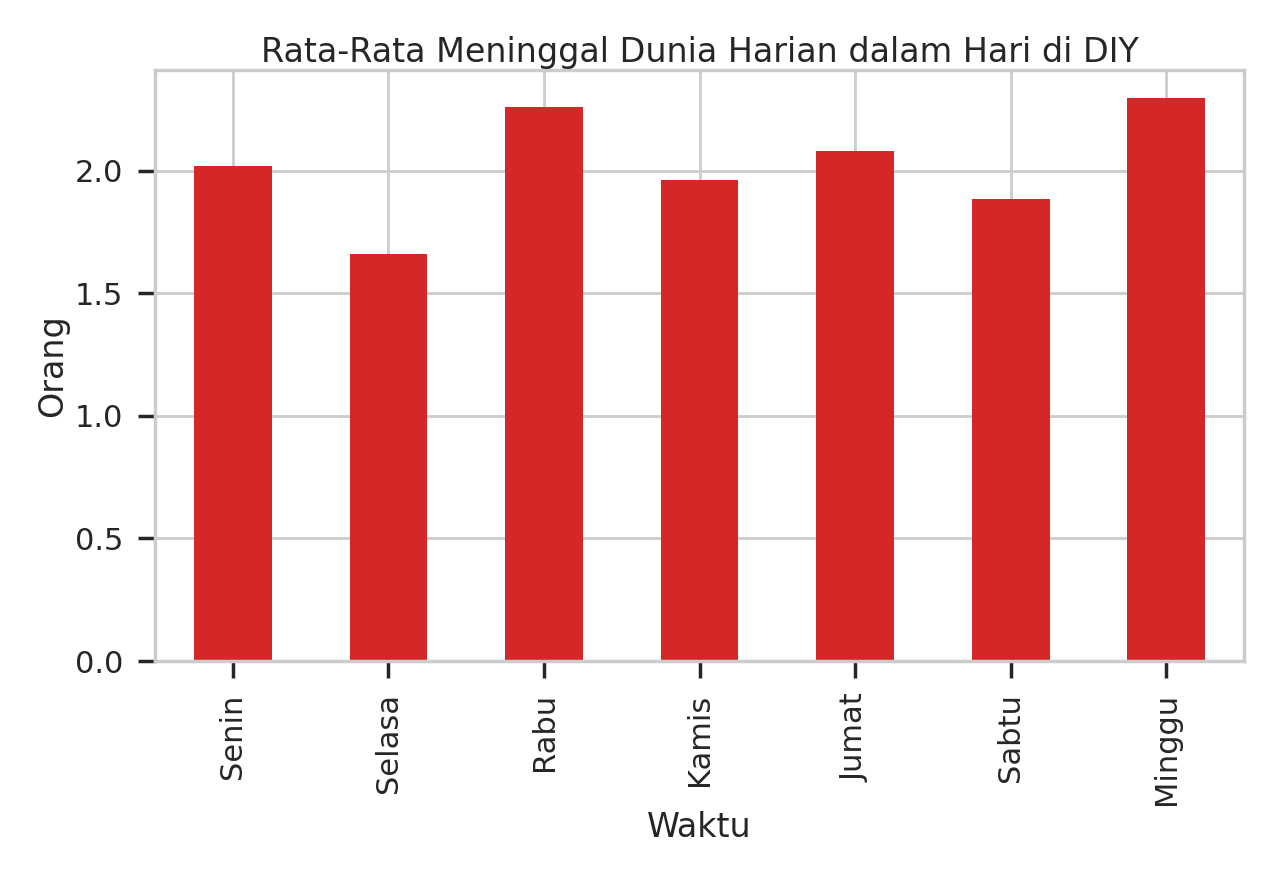 Rata-Rata Meninggal Dunia Harian dalam Hari di DIY
Orang
2.0
1.5
1.0
0.5
0.0
Senin
Selasa
Rabu
Kamis
Jumat
Sabtu
Minggu
Waktu